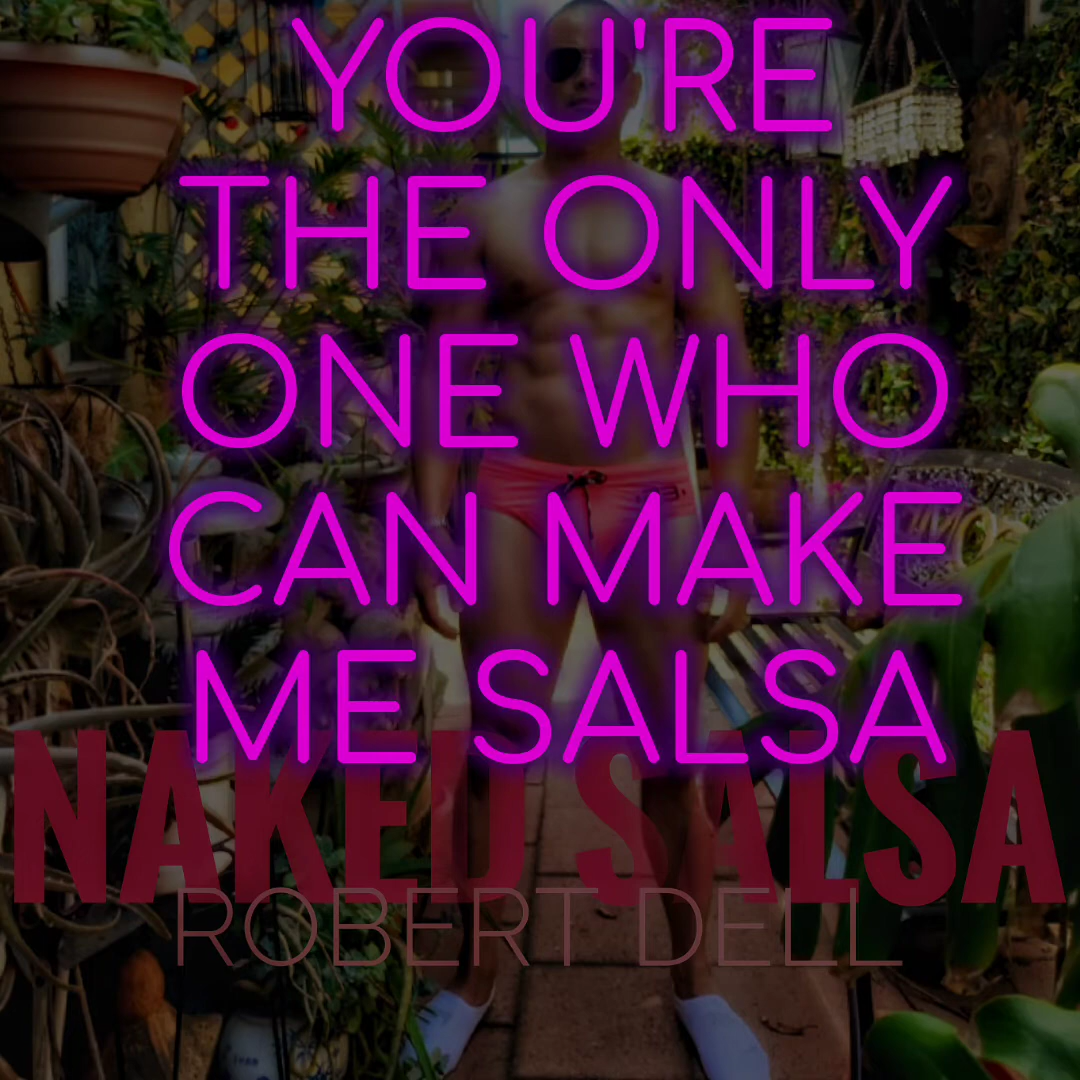 YOU'RE
THE ONLY
ONE WHO
CAN MAKE
ME SALSA
NAKED SALSA
ROBERT DELL